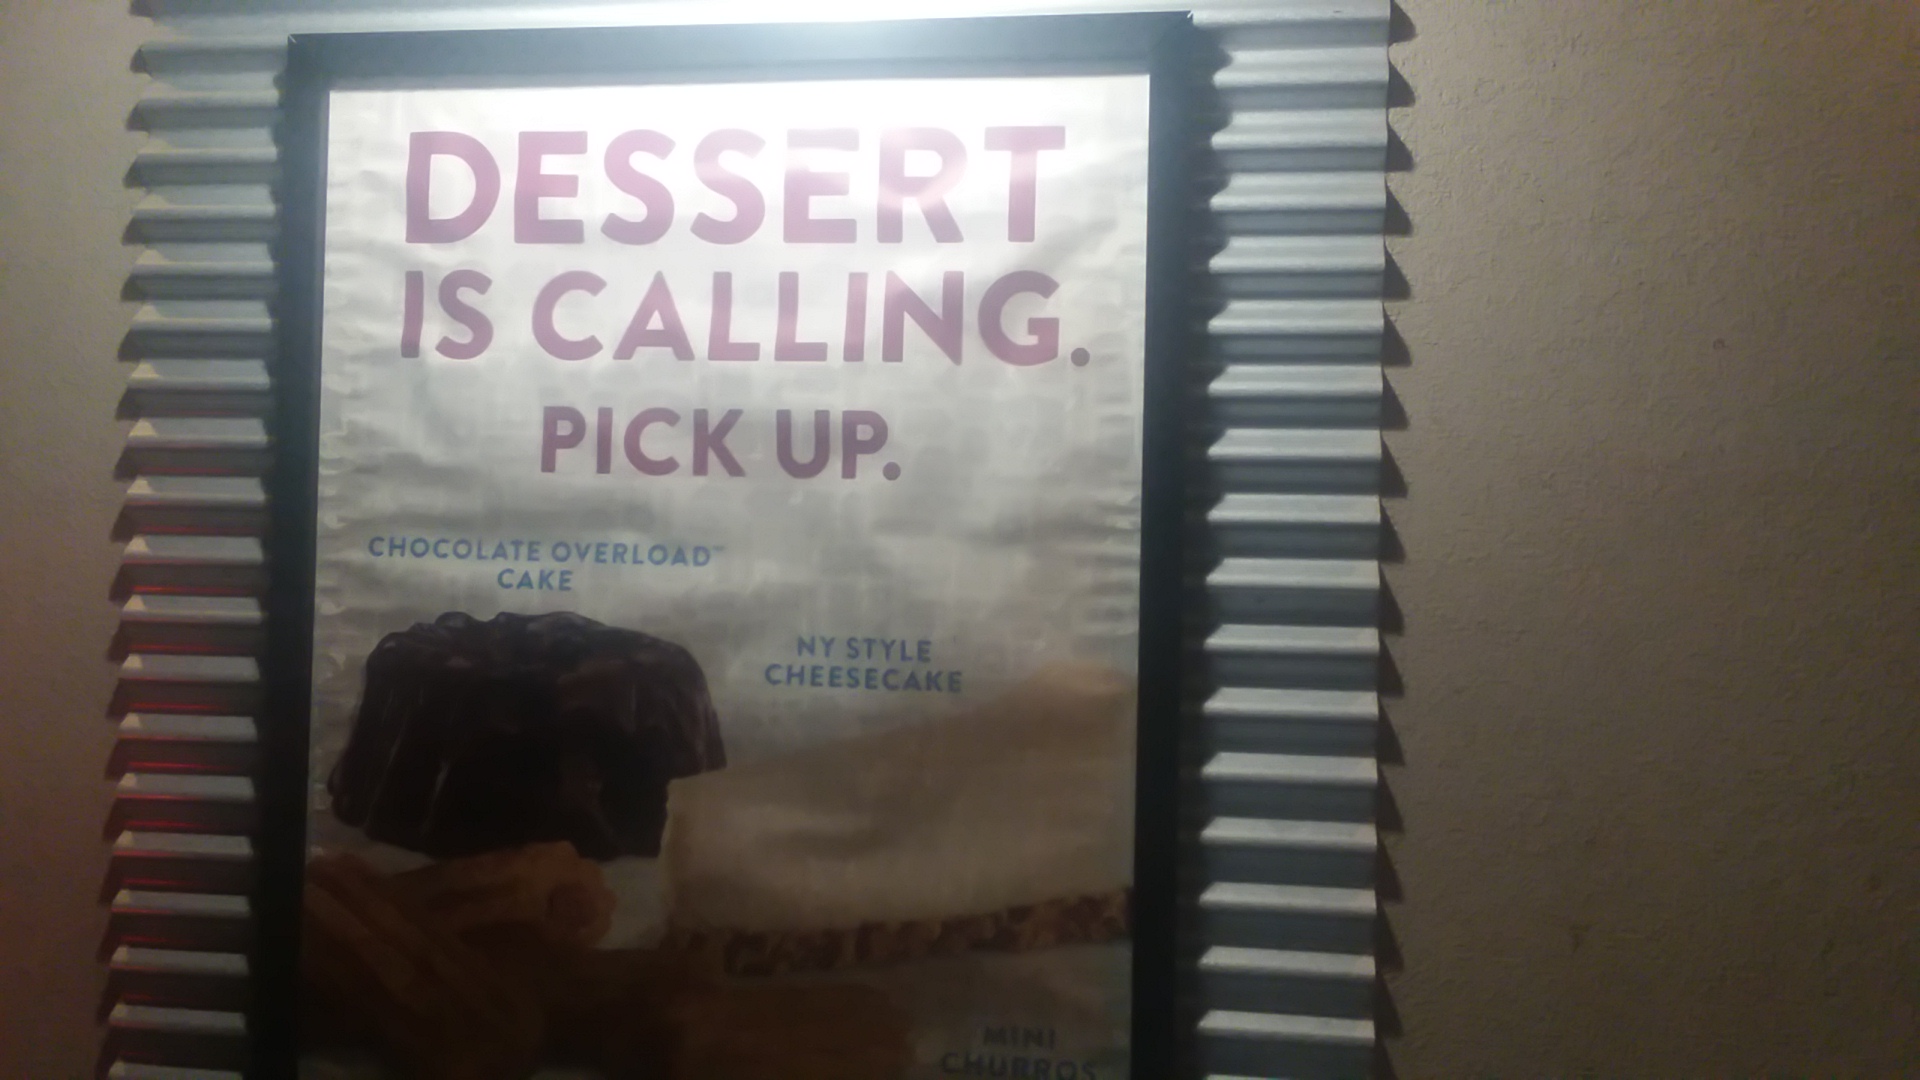 DESSERT
IS CALLING.
PICK UP.
CHOCOLATE OVERLOAD™
CAKE
NY STYLE
CHEESECAKE
MINI
CHURROS